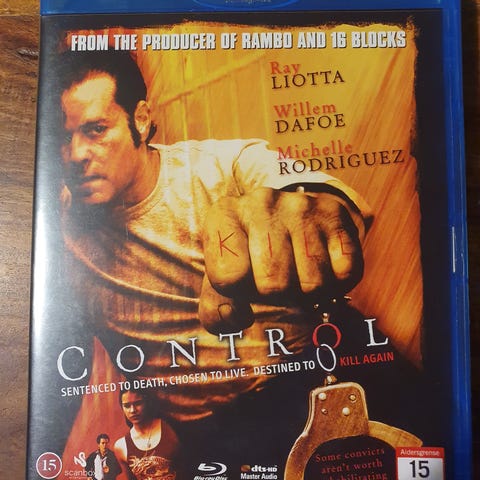 FROM THE PRODUCER OF RAMBO AND 16 BLOCKS
Ray
LIOTTA
Willem
DAFOE
Michelle
RODRIGUEZ
KILL
CONTROL
SENTENCED TO DEATH, CHOSEN TO LIVE. DESTINED TO KILL AGAIN
Some convicts
aren't worth
rehabilitating
Aldersgrense
15
15
scanbox
Blu-ray Disc
dts-HD
Master Audio